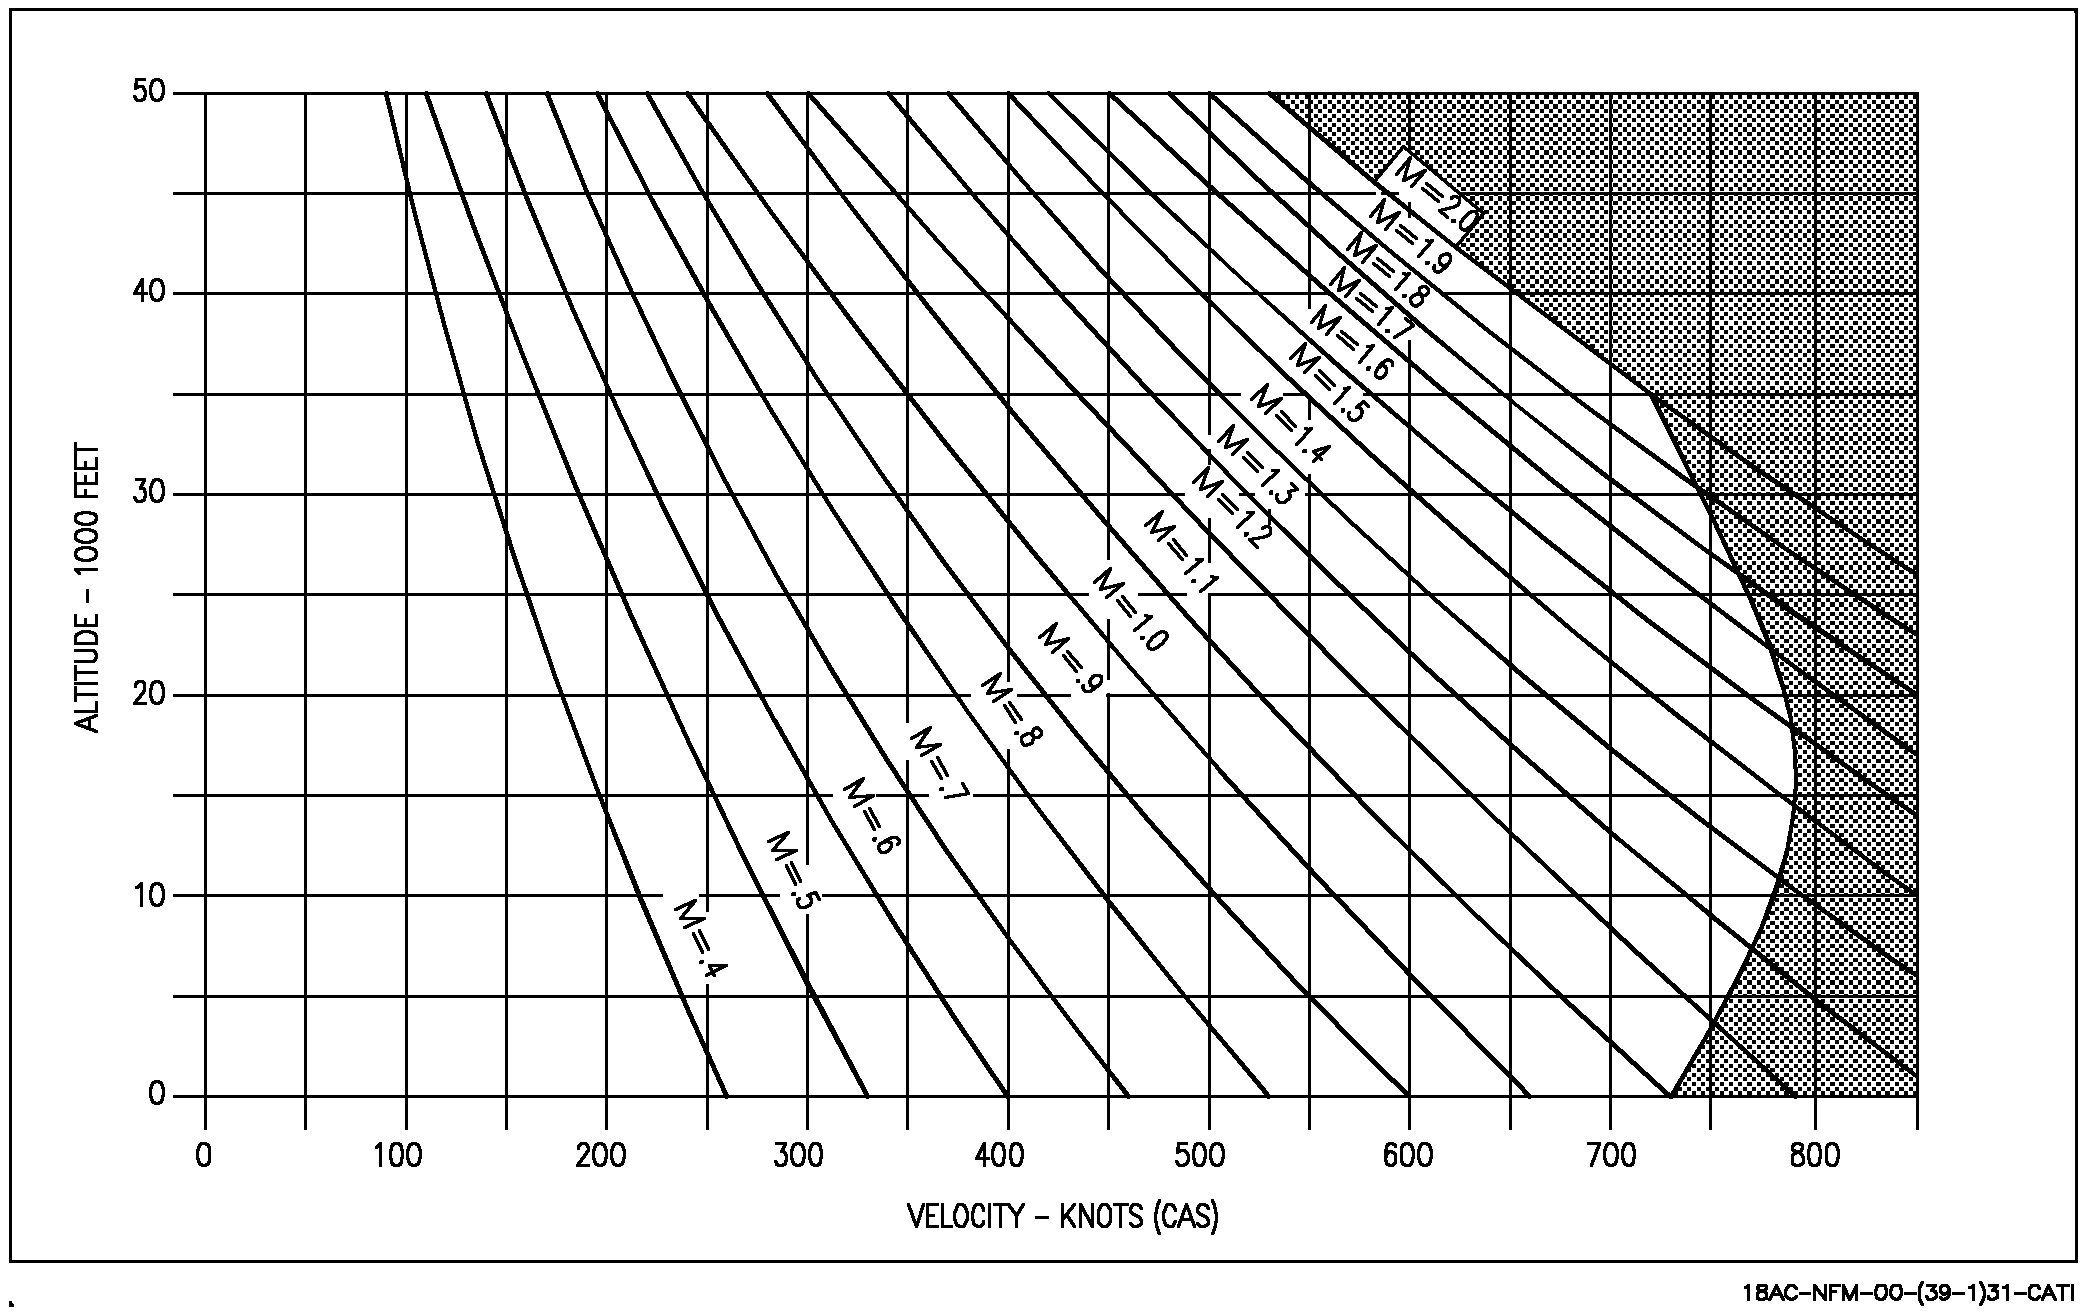 50
40
30
20
10
0
ALTITUDE – 1000 FEET
M=2.0
M=1.9
M=1.8
M=1.7
M=1.6
M=1.5
M=1.4
M=1.3
M=1.2
M=1.1
M=1.0
M=.9
M=.8
M=.7
M=.6
M=.5
M=.4
0 100 200 300 400 500 600 700 800
VELOCITY – KNOTS (CAS)
18AC-NFM-00-(39-1)31-CATI